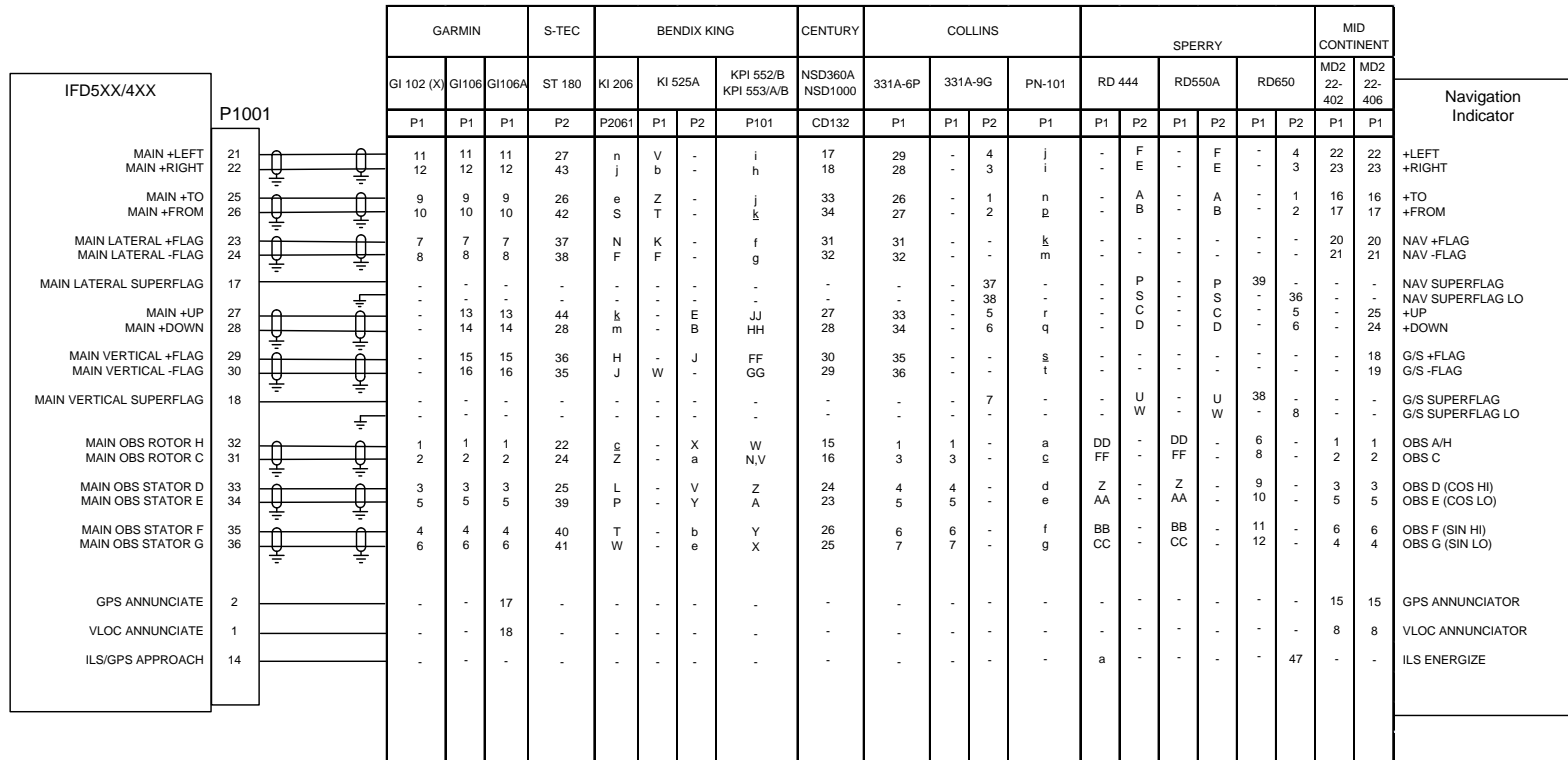 GARMIN S-TEC BENDIX KING CENTURY COLLINS SPERRY MID CONTINENT
IFD5XX/4XX
P1001
GI 102 (X) GI106 GI106A ST 180 KI 206 KI 525A KPI 552/B KPI 553/A/B NSD360A NSD1000 331A-6P 331A-9G PN-101 RD 444 RD550A RD650 MD2 22-402 MD2 22-406
Navigation Indicator
P1 P1 P1 P2 P2061 P1 P2 P101 CD132 P1 P1 P2 P1 P1 P2 P1 P2 P1 P2 P1 P1
MAIN +LEFT 21 11 11 11 27 n V - i 17 29 - 4 j - F - F - 4 22 22 +LEFT
MAIN +RIGHT 22 12 12 12 43 j b - h 18 28 - 3 i - E - E - 3 23 23 +RIGHT
MAIN +TO 25 9 9 9 26 e Z - j 33 26 - 1 n - A - A - 1 16 16 +TO
MAIN +FROM 26 10 10 10 42 S T - k 34 27 - 2 p - B - B - 2 17 17 +FROM
MAIN LATERAL +FLAG 23 7 7 7 37 N K - f 31 31 - - k - - - - - - 20 20 NAV +FLAG
MAIN LATERAL -FLAG 24 8 8 8 38 F F - g 32 32 - - m - - - - - - 21 21 NAV -FLAG
MAIN LATERAL SUPERFLAG 17 - - - - - - - - - - - 37 - - P - P 39 - - - NAV SUPERFLAG
- - - - - - - - - - - 38 - - S - S - 36 - - NAV SUPERFLAG LO
MAIN +UP 27 - 13 13 44 k - E JJ 27 33 - 5 r - C - C - 5 - 25 +UP
MAIN +DOWN 28 - 14 14 28 m - B HH 28 34 - 6 q - D - D - 6 - 24 +DOWN
MAIN VERTICAL +FLAG 29 - 15 15 36 H - J FF 30 35 - - s - - - - - - - 18 G/S +FLAG
MAIN VERTICAL -FLAG 30 - 16 16 35 J W - GG 29 36 - - t - - - - - - - 19 G/S -FLAG
MAIN VERTICAL SUPERFLAG 18 - - - - - - - - - - - 7 - - U - U 38 - - - G/S SUPERFLAG
- - - - - - - - - - - - - - W - W - 8 - - G/S SUPERFLAG LO
MAIN OBS ROTOR H 32 1 1 1 22 c - X W 15 1 1 - a DD - DD - 6 - 1 1 OBS A/H
MAIN OBS ROTOR C 31 2 2 2 24 Z - a N,V 16 3 3 - c FF - FF - 8 - 2 2 OBS C
MAIN OBS STATOR D 33 3 3 3 25 L - V Z 24 4 4 - d Z - Z - 9 - 3 3 OBS D (COS HI)
MAIN OBS STATOR E 34 5 5 5 39 P - Y A 23 5 5 - e AA - AA - 10 - 5 5 OBS E (COS LO)
MAIN OBS STATOR F 35 4 4 4 40 T - b Y 26 6 6 - f BB - BB - 11 - 6 6 OBS F (SIN HI)
MAIN OBS STATOR G 36 6 6 6 41 W - e X 25 7 7 - g CC - CC - 12 - 4 4 OBS G (SIN LO)
GPS ANNUNCIATE 2 - - 17 - - - - - - - - - - - - - - - - 15 15 GPS ANNUNCIATOR
VLOC ANNUNCIATE 1 - - 18 - - - - - - - - - - - - - - - - 8 8 VLOC ANNUNCIATOR
ILS/GPS APPROACH 14 - - - - - - - - - - - - - a - - - - 47 - - ILS ENERGIZE